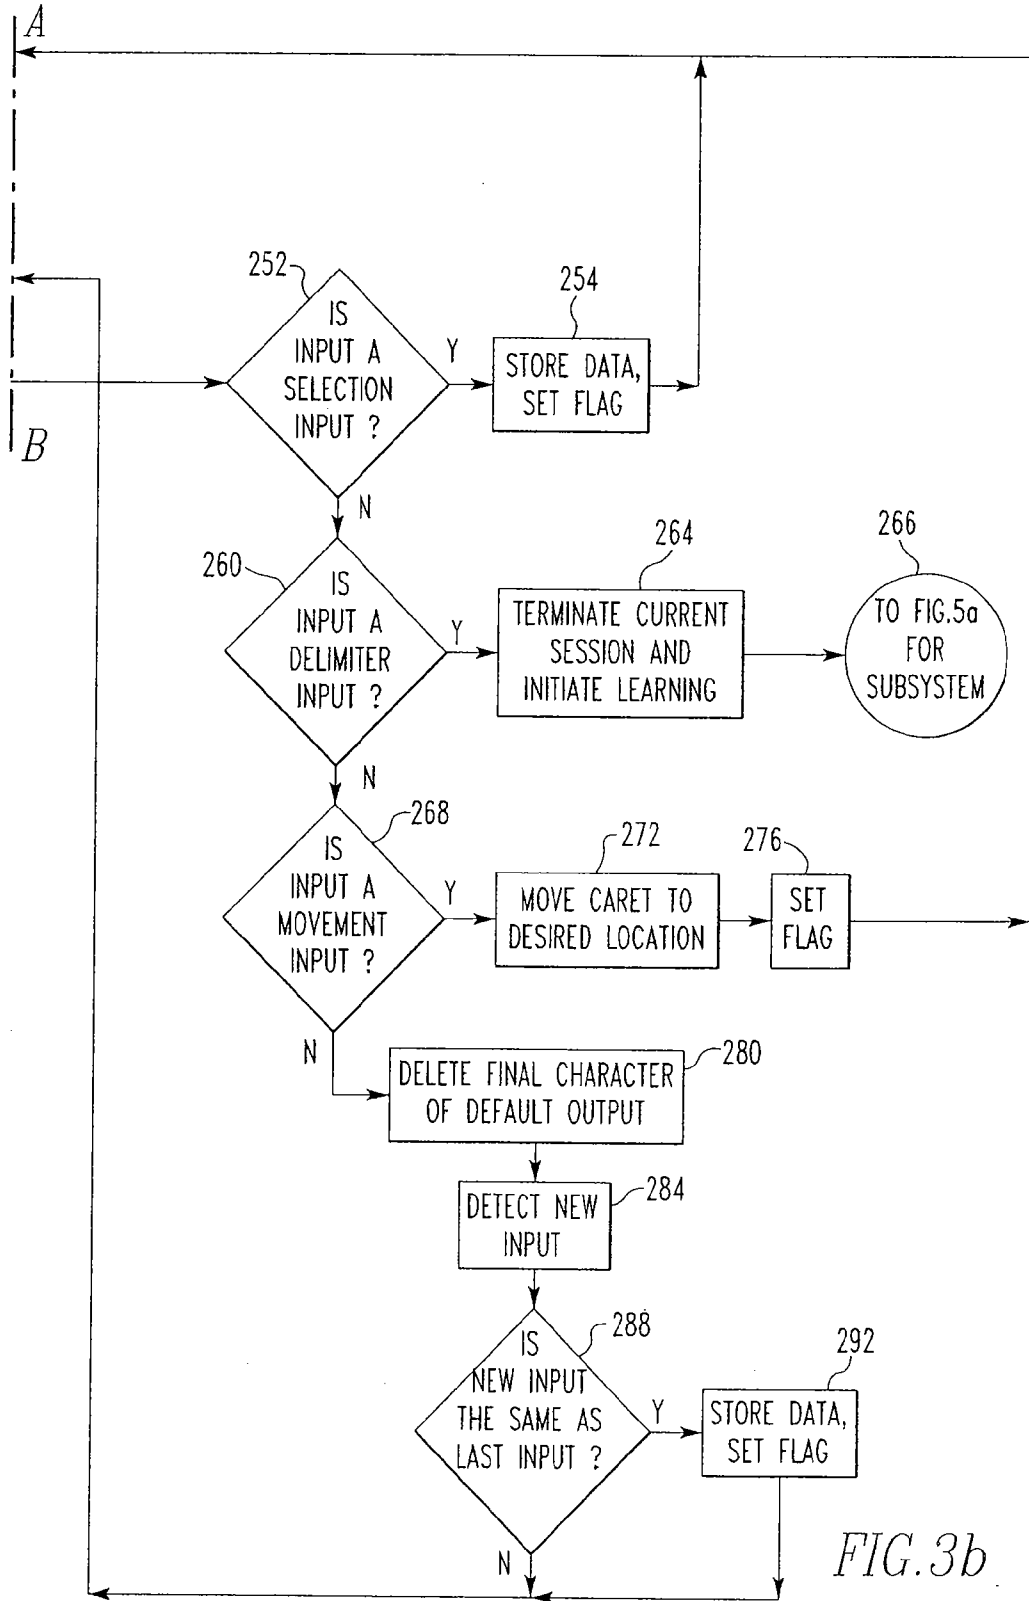 A
252
IS
INPUT A
SELECTION
INPUT ?
Y
254
STORE DATA,
SET FLAG
B
N
260
IS
INPUT A
DELIMITER
INPUT ?
Y
264
TERMINATE CURRENT
SESSION AND
INITIATE LEARNING
266
TO FIG.5a
FOR
SUBSYSTEM
N
268
IS
INPUT A
MOVEMENT
INPUT ?
Y
272
MOVE CARET TO
DESIRED LOCATION
276
SET
FLAG
N
280
DELETE FINAL CHARACTER
OF DEFAULT OUTPUT
284
DETECT NEW
INPUT
288
IS
NEW INPUT
THE SAME AS
LAST INPUT ?
Y
292
STORE DATA,
SET FLAG
N
FIG.3b